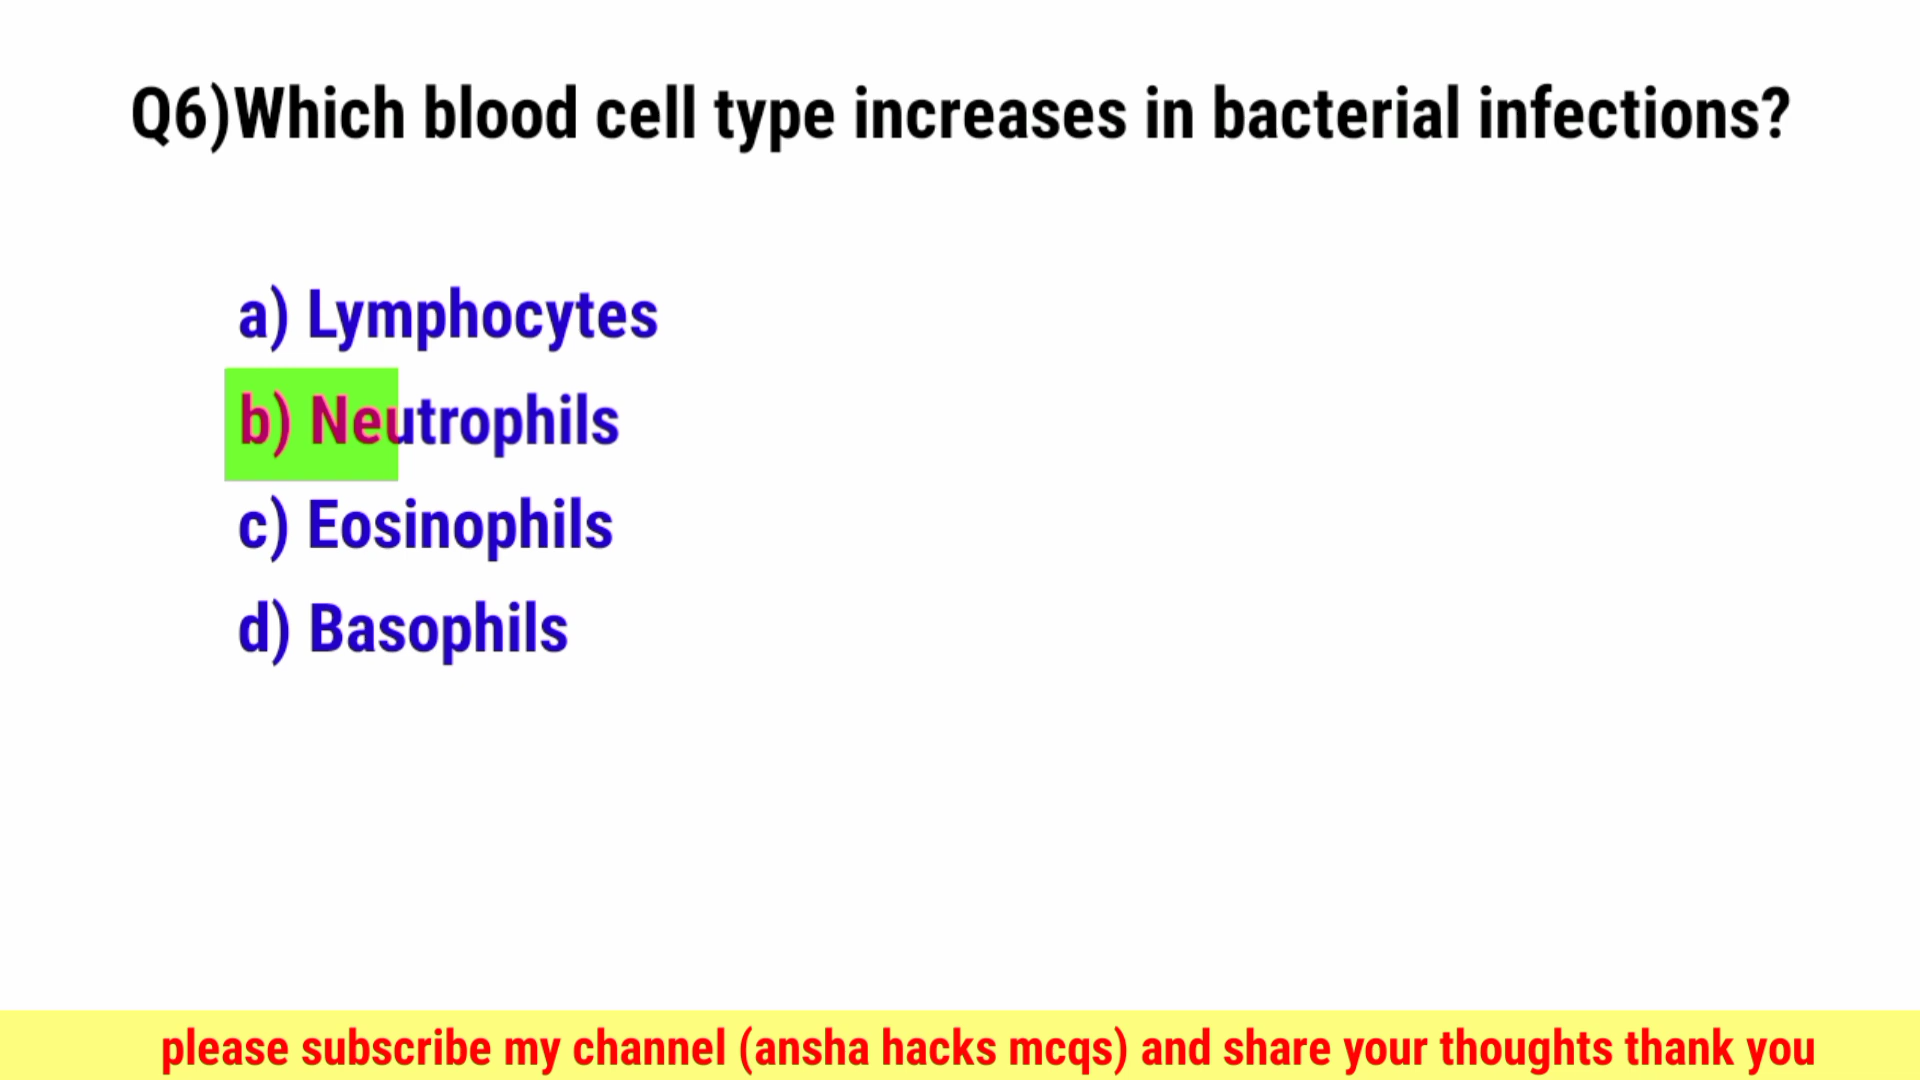 Q6)Which blood cell type increases in bacterial infections?
a) Lymphocytes
b) Neutrophils
c) Eosinophils
d) Basophils
please subscribe my channel (ansha hacks mcqs) and share your thoughts thank you